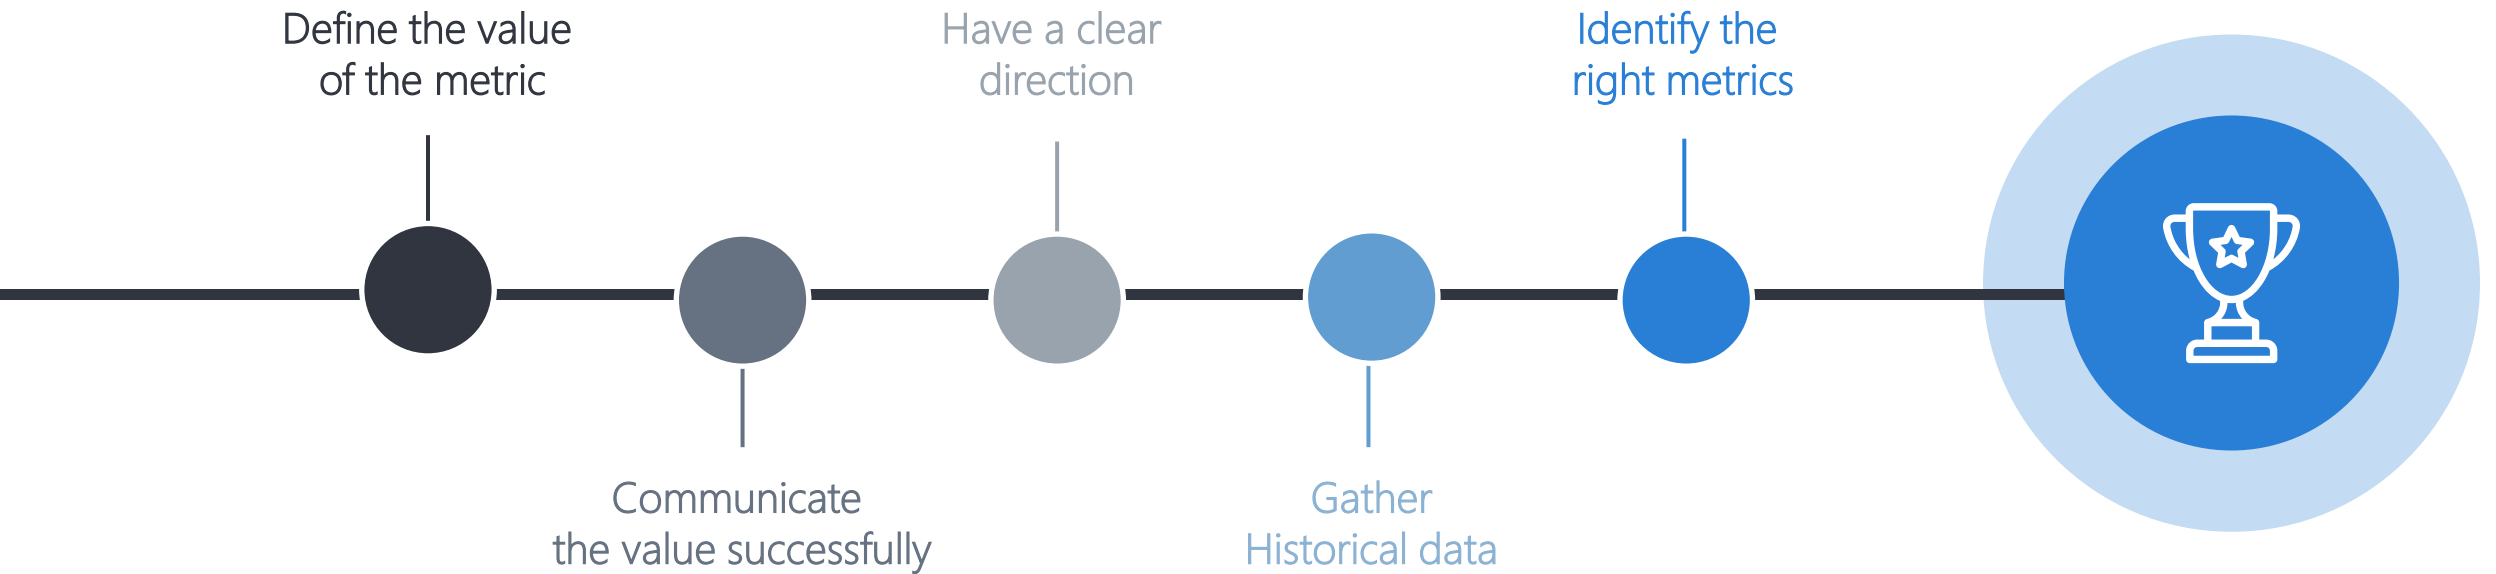 Define the value
of the metric
Communicate
the value successfully
Have a clear
direction
Gather
Historical data
Identify the
right metrics